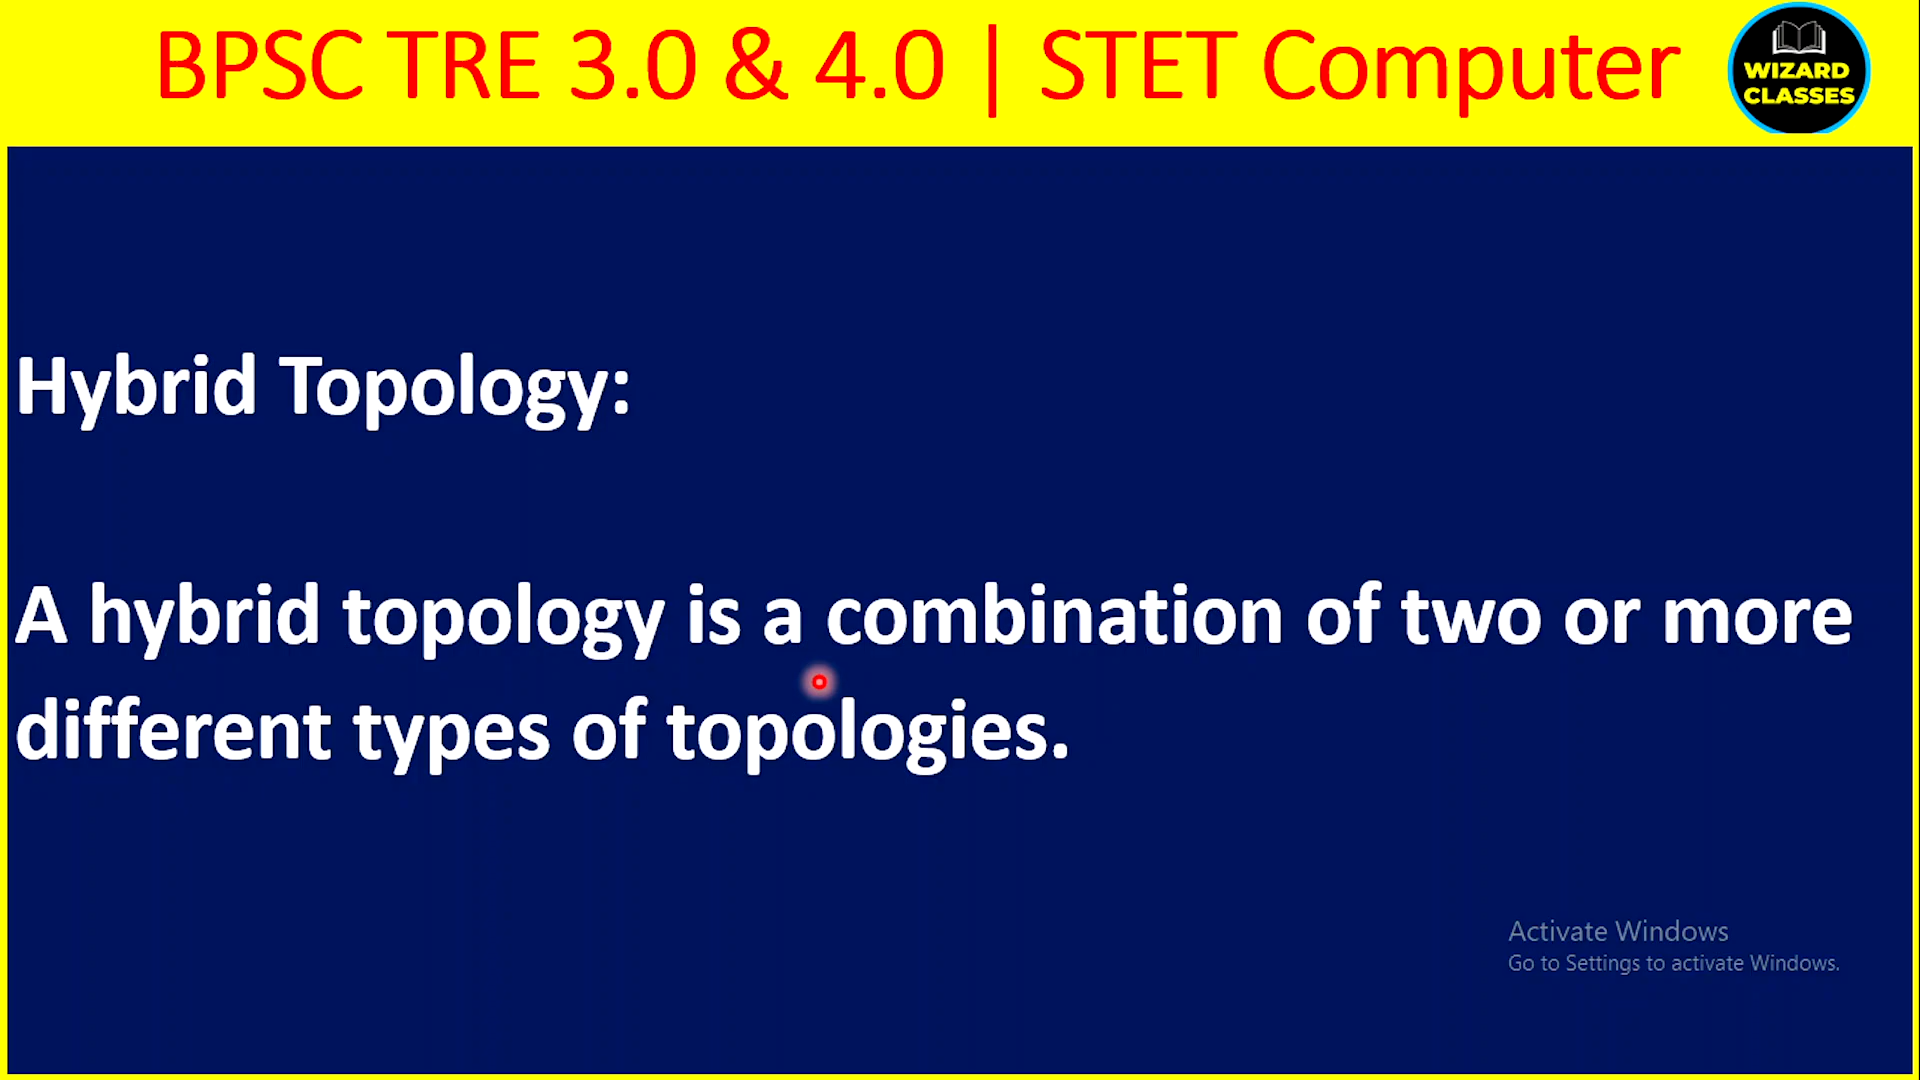 BPSC TRE 3.0 & 4.0 | STET Computer
WIZARD
CLASSES
Hybrid Topology:
A hybrid topology is a combination of two or more
different types of topologies.
Activate Windows
Go to Settings to activate Windows.